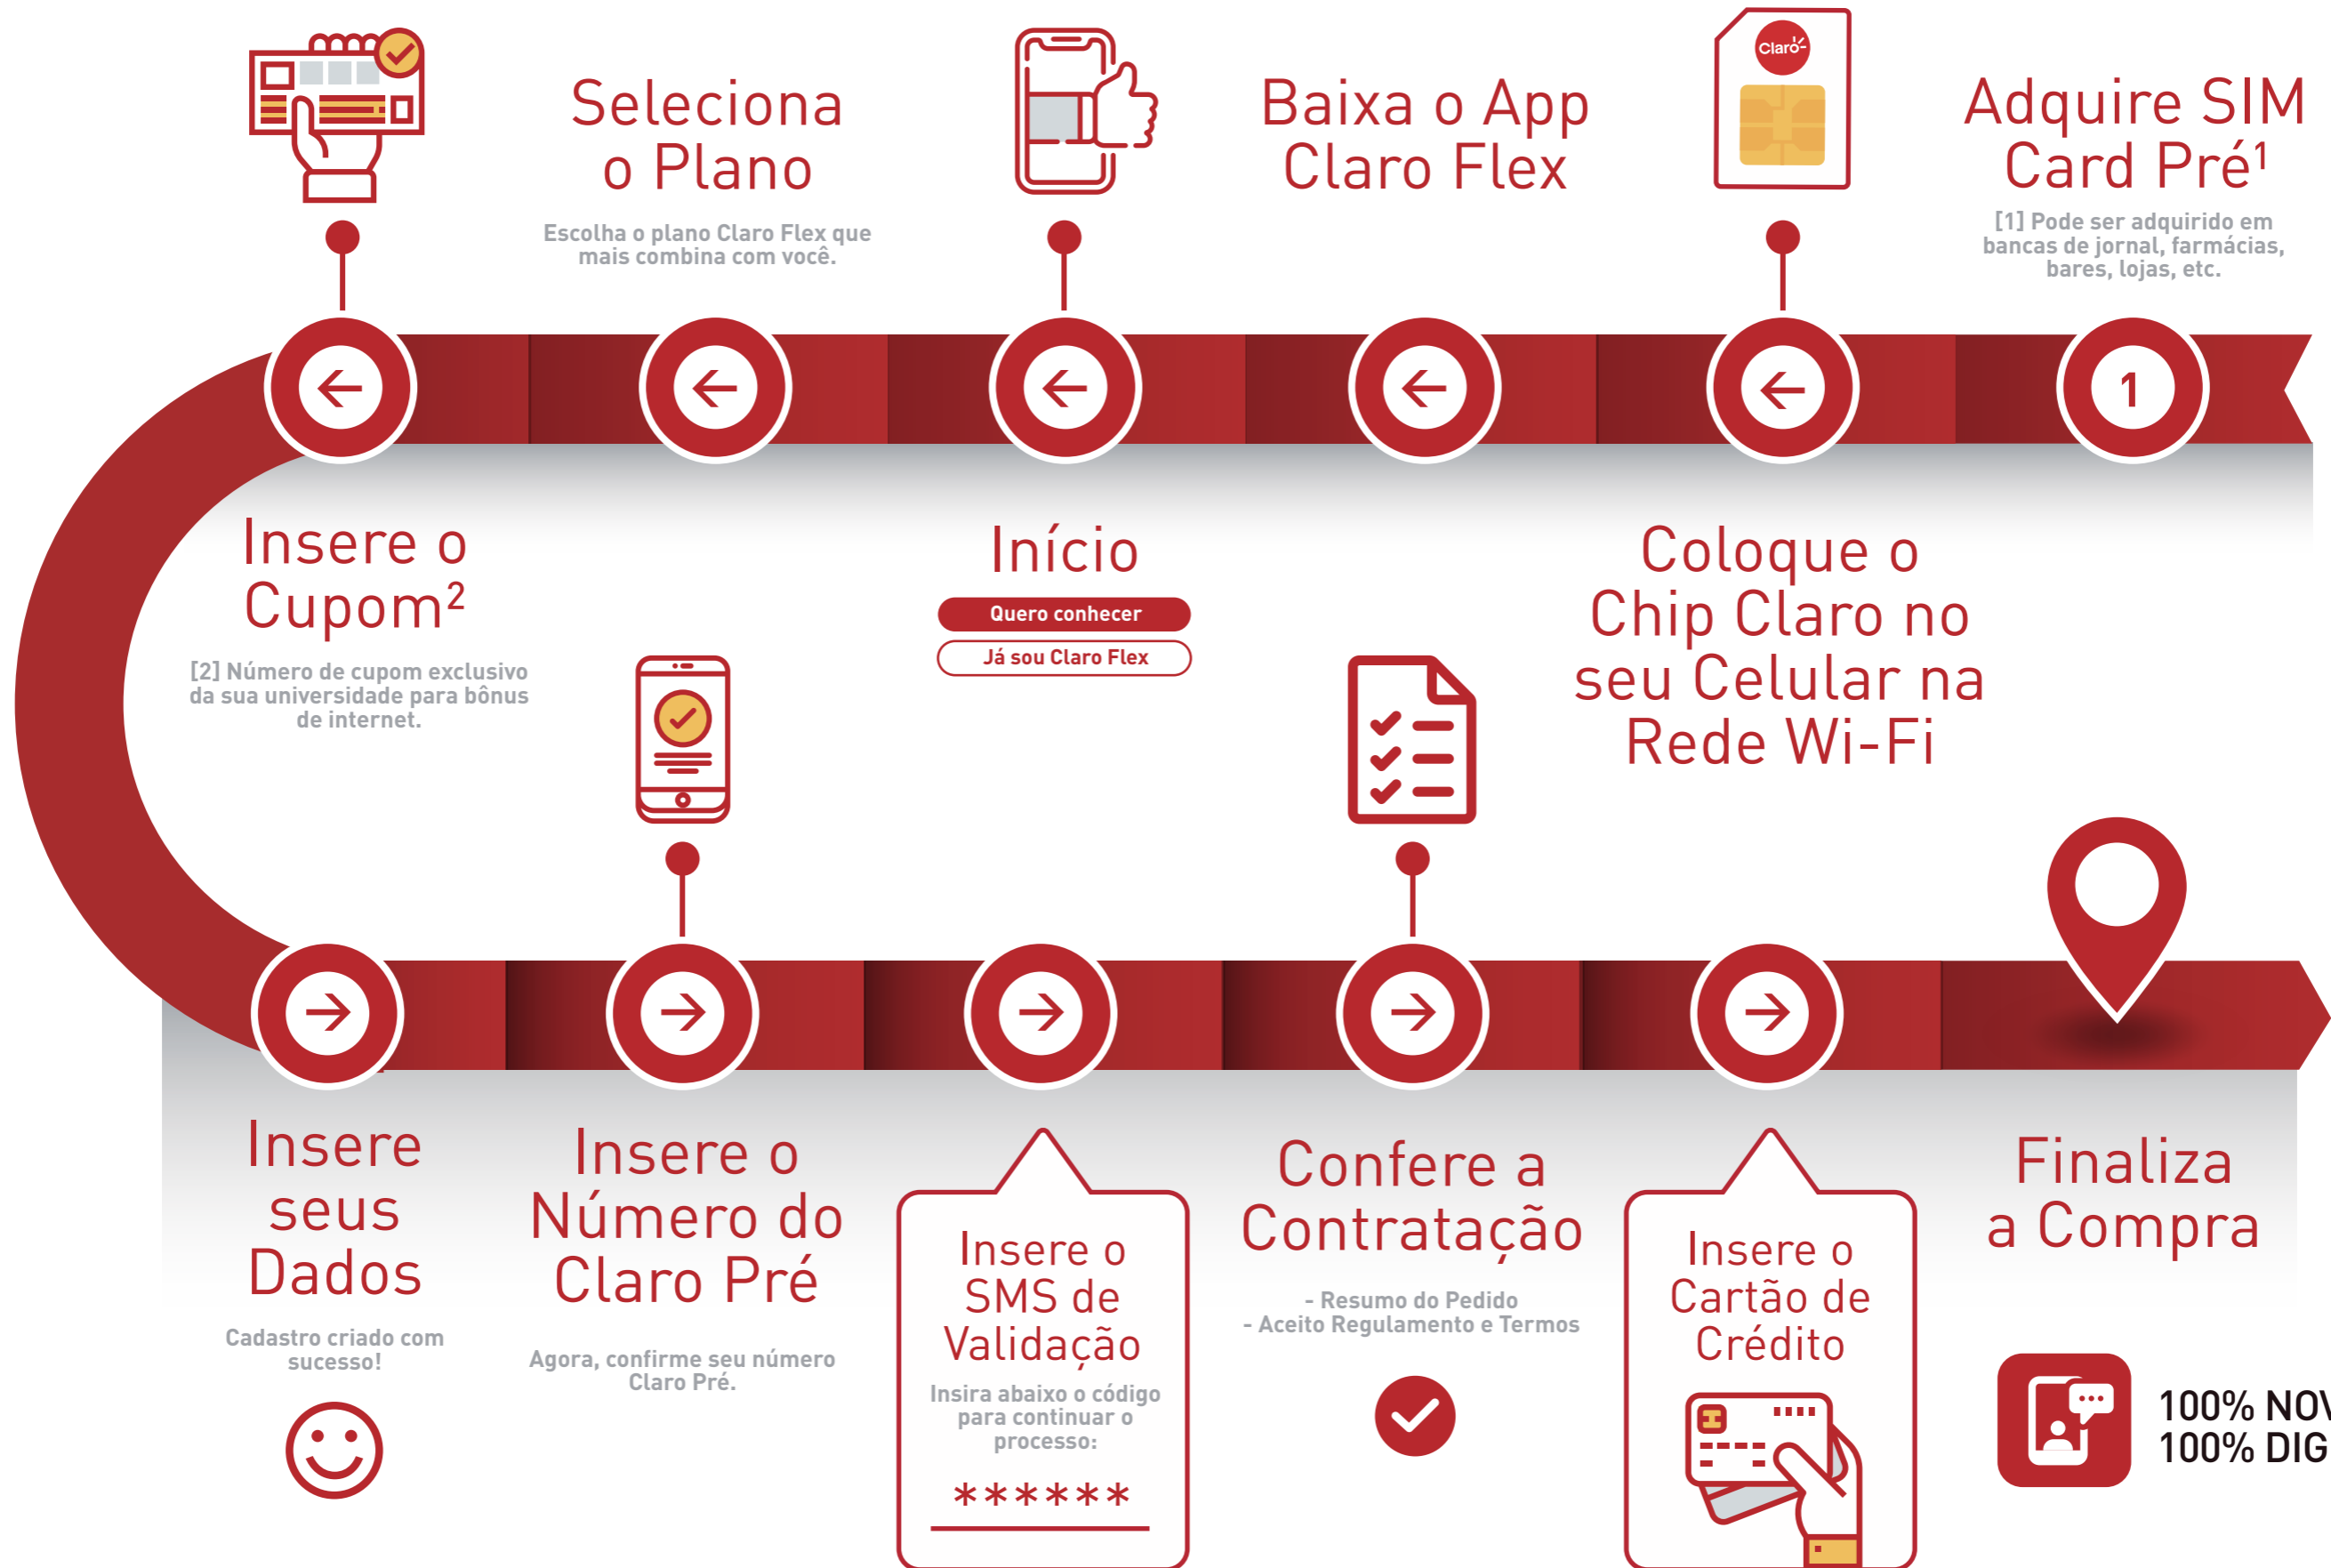 Adquire SIM
Card Pré¹
[1] Pode ser adquirido em
bancas de jornal, farmácias,
bares, lojas, etc.
1
Claro
Coloque o
Chip Claro no
seu Celular na
Rede Wi-Fi
Baixa o App
Claro Flex
Início
Quero conhecer
Já sou Claro Flex
Seleciona
o Plano
Escolha o plano Claro Flex que
mais combina com você.
Insere o
Cupom²
[2] Número de cupom exclusivo
da sua universidade para bônus
de internet.
Insere
seus
Dados
Cadastro criado com
sucesso!
Insere o
Número do
Claro Pré
Agora, confirme seu número
Claro Pré.
Insere o
SMS de
Validação
Insira abaixo o código
para continuar o
processo:
******
Confere a
Contratação
- Resumo do Pedido
- Aceito Regulamento e Termos
Insere o
Cartão de
Crédito
Finaliza
a Compra
100%
100%